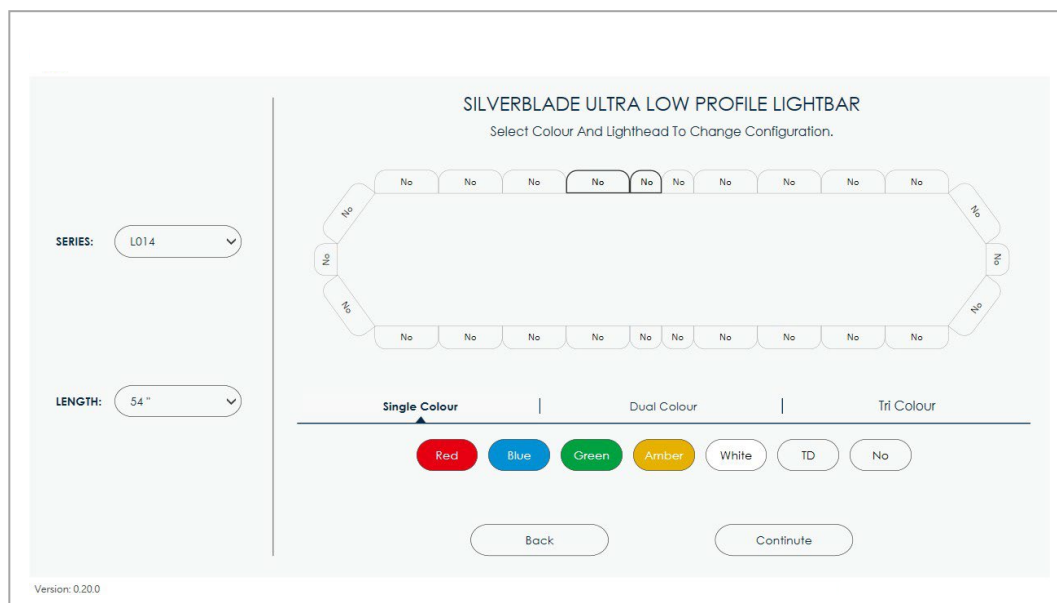 SILVERBLADE ULTRA LOW PROFILE LIGHTBAR
Select Colour And Lighthead To Change Configuration.
No No No No No No No No No No
No No
SERIES: L014
No No
No No
No No No No No No No No No No
LENGTH: 54 "
Single Colour Dual Colour Tri Colour
Red Blue Green Amber White TD No
Back Continute
Version: 0.20.0